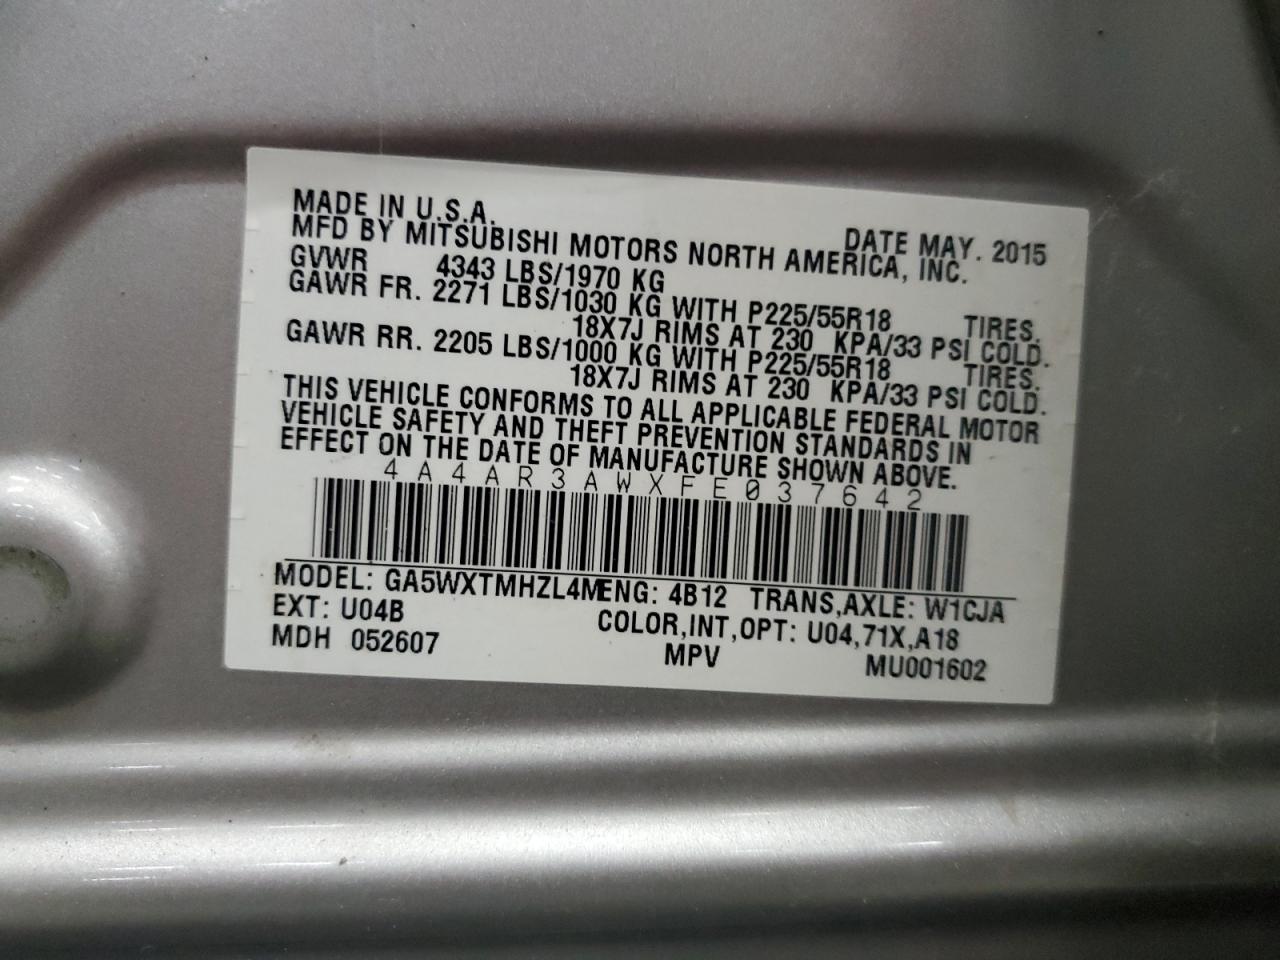 MADE IN U.S.A.
DATE MAY. 2015
MFD BY MITSUBISHI MOTORS NORTH AMERICA, INC.
GVWR 4343 LBS/1970 KG
GAWR FR. 2271 LBS/1030 KG WITH P225/55R18 TIRES.
18X7J RIMS AT 230 KPA/33 PSI COLD.
GAWR RR. 2205 LBS/1000 KG WITH P225/55R18 TIRES.
18X7J RIMS AT 230 KPA/33 PSI COLD.
THIS VEHICLE CONFORMS TO ALL APPLICABLE FEDERAL MOTOR
VEHICLE SAFETY AND THEFT PREVENTION STANDARDS IN
EFFECT ON THE DATE OF MANUFACTURE SHOWN ABOVE.
4A4AR3AWXFE037642
MODEL: GA5WXTMHZL4M ENG: 4B12 TRANS,AXLE: W1CJA
EXT: U04B COLOR,INT,OPT: U04,71X,A18
MDH 052607 MPV MU001602